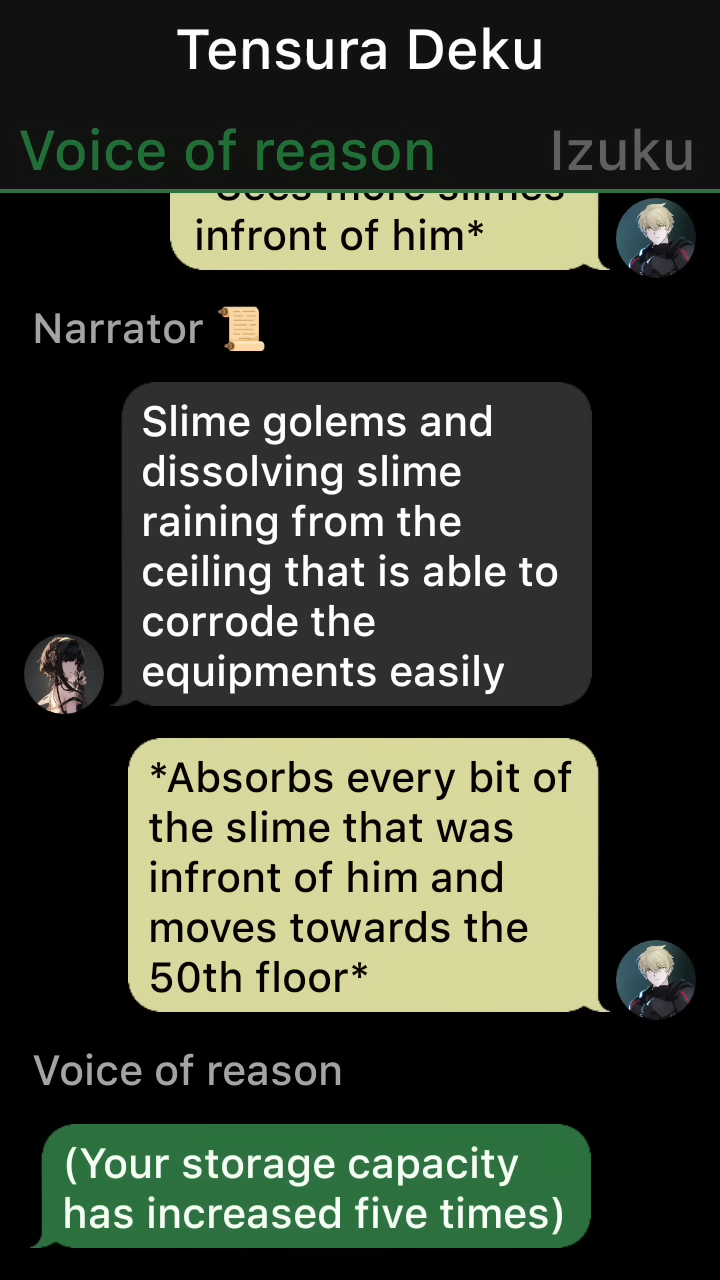 Tensura Deku
Voice of reason Izuku
infront of him*
Narrator 📜
Slime golems and
dissolving slime
raining from the
ceiling that is able to
corrode the
equipments easily
*Absorbs every bit of
the slime that was
infront of him and
moves towards the
50th floor*
Voice of reason
(Your storage capacity
has increased five times)